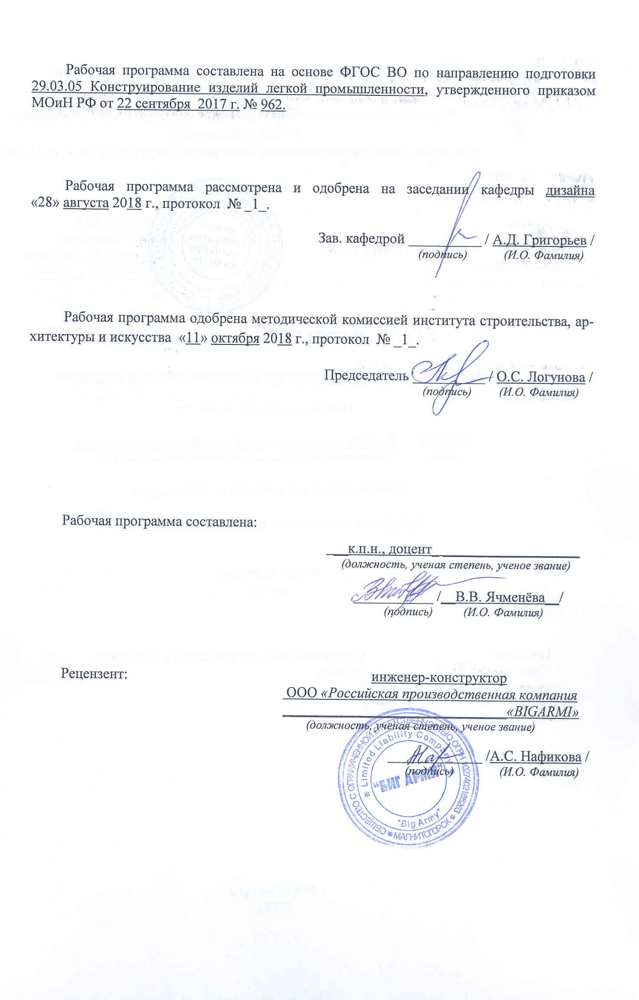 Рабочая программа составлена на основе ФГОС ВО по направлению подготовки
29.03.05 Конструирование изделий легкой промышленности, утвержденного приказом
МОиН РФ от 22 сентября 2017 г. № 962.
Рабочая программа рассмотрена и одобрена на заседании кафедры дизайна
«28» августа 2018 г., протокол № _1_.
Зав. кафедрой __________ / А.Д. Григорьев /
(подпись) (И.О. Фамилия)
Рабочая программа одобрена методической комиссией института строительства, ар-
хитектуры и искусства «11» октября 2018 г., протокол № _1_.
Председатель __________ / О.С. Логунова /
(подпись) (И.О. Фамилия)
Рабочая программа составлена:
___к.п.н., доцент____________________
(должность, ученая степень, ученое звание)
___________ /__В.В. Ячменёва__/
(подпись) (И.О. Фамилия)
Рецензент:
инженер-конструктор
ООО «Российская производственная компания
«BIGARMI»
(должность, ученая степень, ученое звание)
_____________ /А.С. Нафикова /
(подпись) (И.О. Фамилия)
ОБЩЕСТВО С ОГРАНИЧЕННОЙ ОТВЕТСТВЕННОСТЬЮ ОГРН 1027402165263 * МАГНИТОГОРСК *
* Limited Liability Company *
“БИГ АРМИ”
“Big Army”